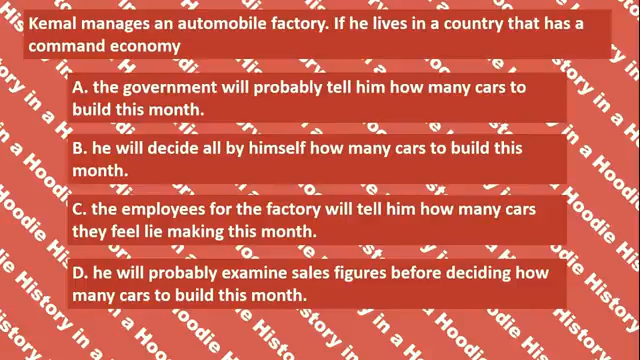 Kemal manages an automobile factory. If he lives in a country that has a
command economy
A. the government will probably tell him how many cars to
build this month.
B. he will decide all by himself how many cars to build this
month.
C. the employees for the factory will tell him how many cars
they feel lie making this month.
D. he will probably examine sales figures before deciding how
many cars to build this month.
History in a Hoodie